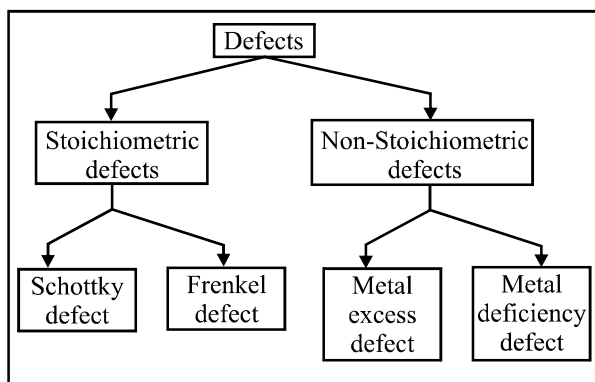 Defects
Stoichiometric
defects
Non-Stoichiometric
defects
Schottky
defect
Frenkel
defect
Metal
excess
defect
Metal
deficiency
defect